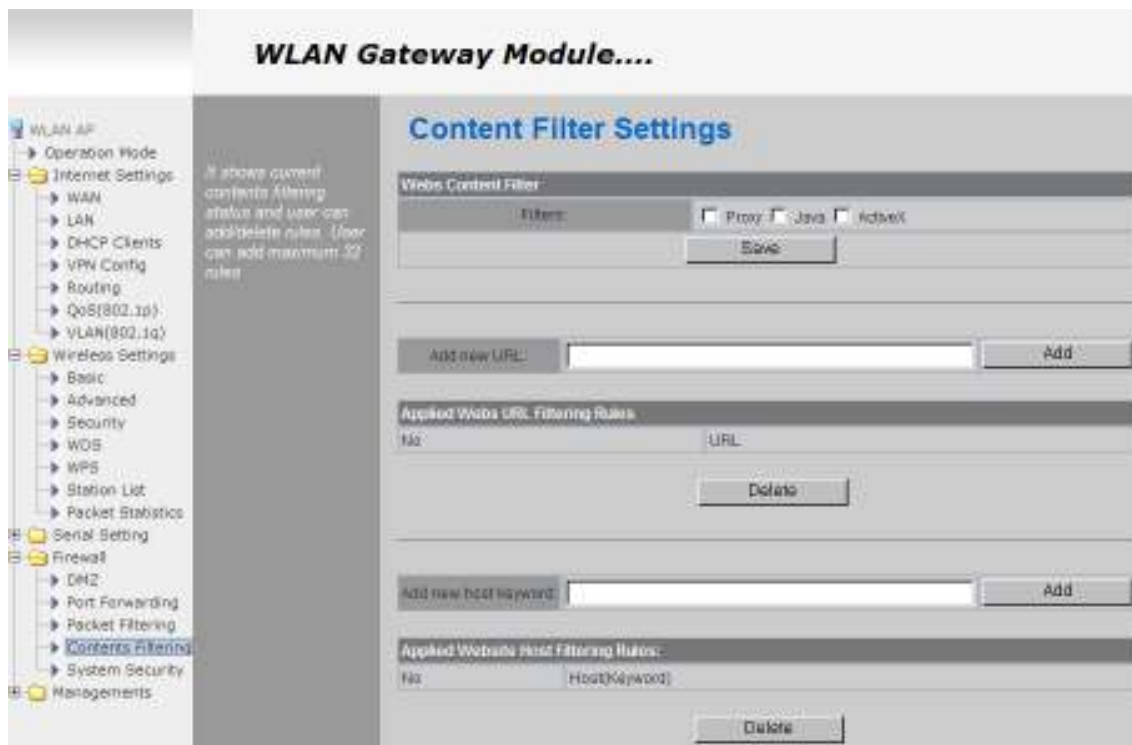 WLAN Gateway Module....
WLAN AP
Operation Mode
Internet Settings
WAN
LAN
DHCP Clients
VPN Config
Routing
QoS(802.1p)
VLAN(802.1q)
Wireless Settings
Basic
Advanced
Security
WDS
WPS
Station List
Packet Statistics
Serial Setting
Firewall
DMZ
Port Forwarding
Packet Filtering
Contents Filtering
System Security
Managements
It shows current
contents filtering
status and user can
add/delete rules. User
can add maximum 32
rules
Content Filter Settings
Webs Content Filter
Filters:
Proxy Java ActiveX
Save
Add new URL:
Add
Applied Webs URL Filtering Rules
No URL
Delete
Add new host keyword:
Add
Applied Website Host Filtering Rules:
No Host(Keyword)
Delete